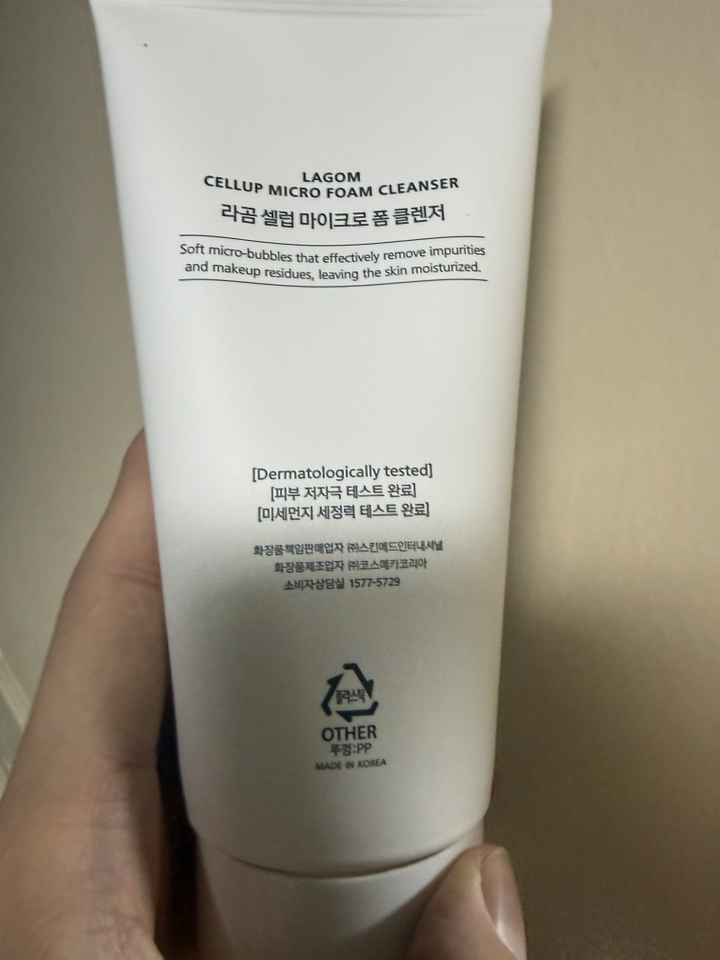 LAGOM
CELLUP MICRO FOAM CLEANSER
라곰 셀럽 마이크로 폼 클렌저
Soft micro-bubbles that effectively remove impurities
and makeup residues, leaving the skin moisturized.
[Dermatologically tested]
[피부 저자극 테스트 완료]
[미세먼지 세정력 테스트 완료]
화장품책임판매업자 ㈜스킨메드인터내셔널
화장품제조업자 ㈜코스메카코리아
소비자상담실 1577-5729
플라스틱
OTHER
뚜껑:PP
MADE IN KOREA